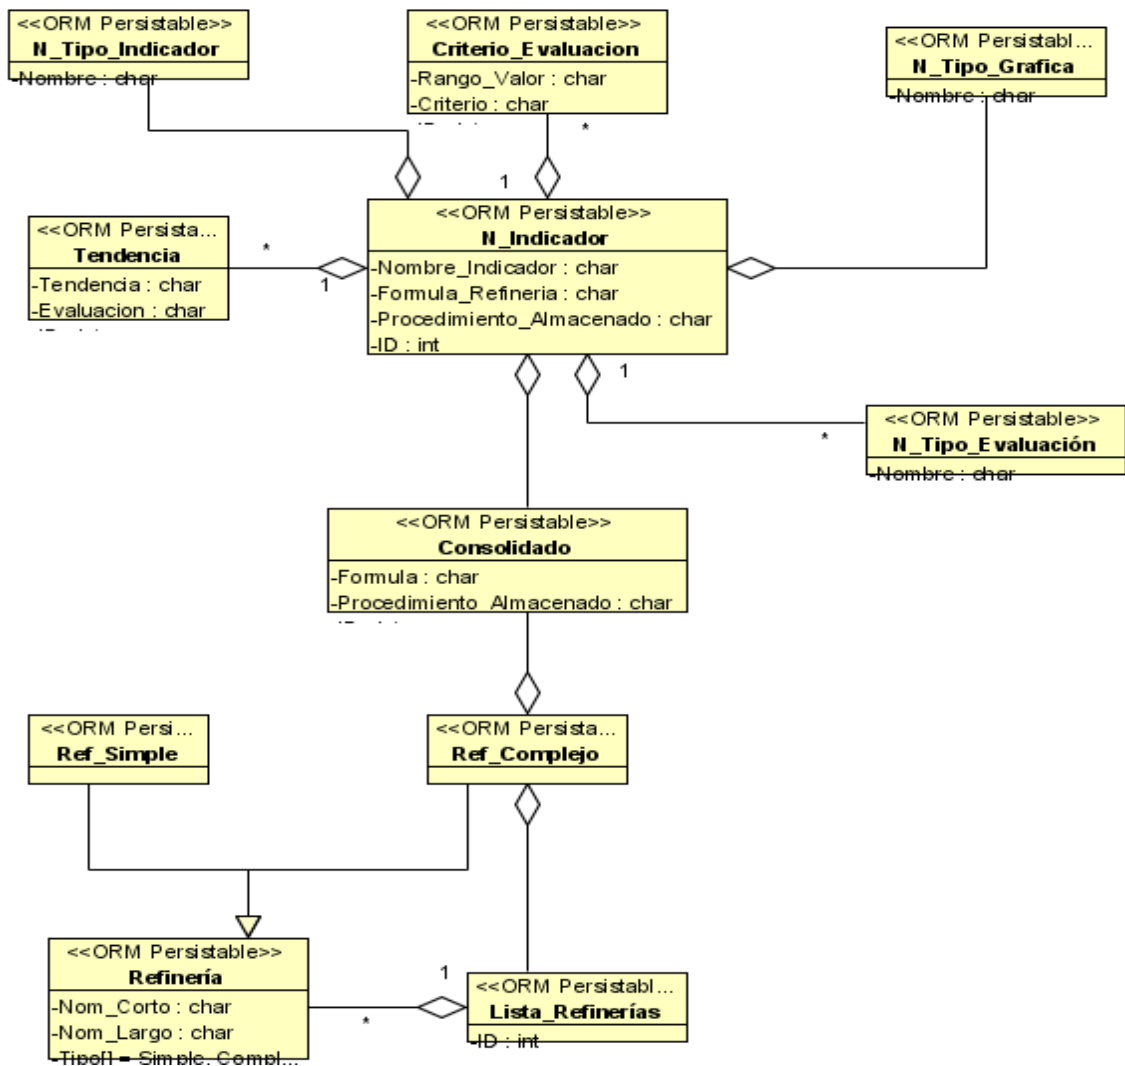 <<ORM Persistable>>
N_Tipo_Indicador
-Nombre : char
<<ORM Persistable>>
Criterio_Evaluacion
-Rango_Valor : char
-Criterio : char
<<ORM Persistabl...
N_Tipo_Grafica
-Nombre : char
*
1
<<ORM Persista...
Tendencia
-Tendencia : char
-Evaluacion : char
*
1
<<ORM Persistable>>
N_Indicador
-Nombre_Indicador : char
-Formula_Refineria : char
-Procedimiento_Almacenado : char
-ID : int
1
*
<<ORM Persistable>>
N_Tipo_Evaluación
-Nombre : char
<<ORM Persistable>>
Consolidado
-Formula : char
-Procedimiento_Almacenado : char
<<ORM Persi...
Ref_Simple
<<ORM Persista...
Ref_Complejo
<<ORM Persistable>>
Refinería
-Nom_Corto : char
-Nom_Largo : char
-Tipo[] = Simple, Compl...
1
*
<<ORM Persistabl...
Lista_Refinerías
-ID : int